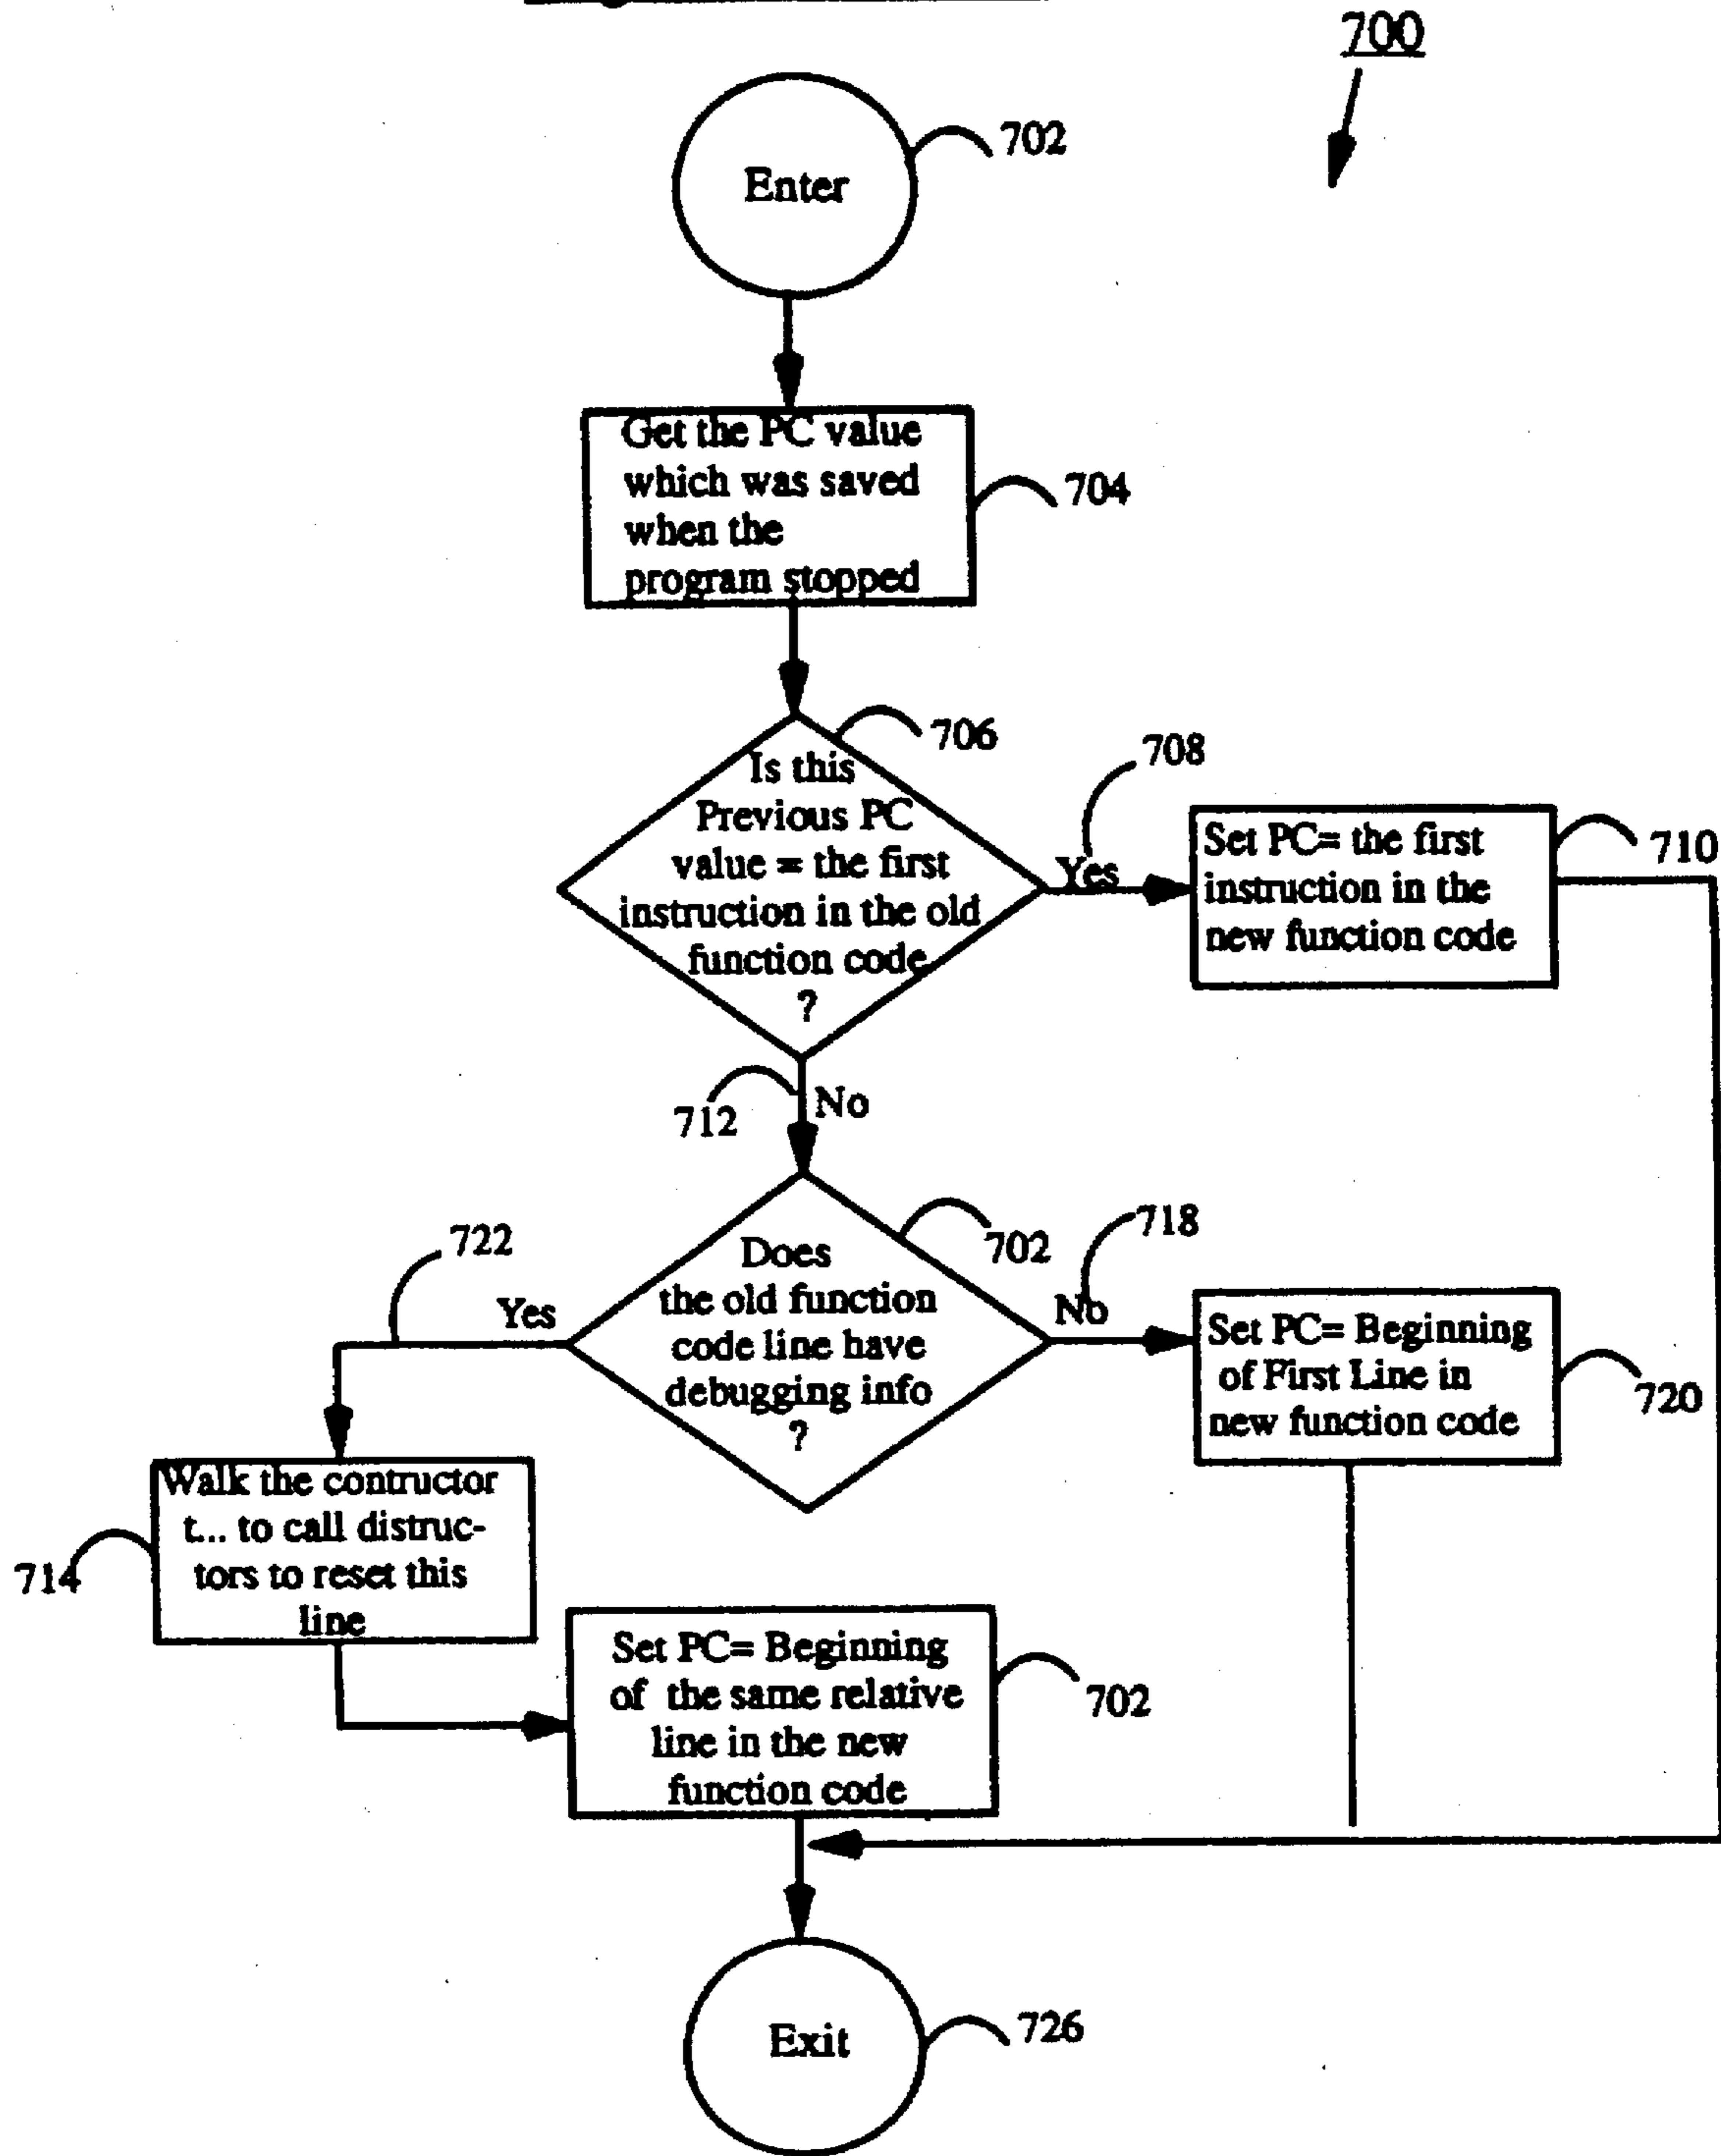 700
Enter
702
Get the PC value
which was saved
when the
program stopped
704
706
Is this
Previous PC
value = the first
instruction in the old
function code
?
708
Yes
Set PC= the first
instruction in the
new function code
710
712
No
702
Does
the old function
code line have
debugging info
?
718
No
Set PC= Beginning
of First Line in
new function code
720
722
Yes
Walk the contructor
t... to call distruc-
tors to reset this
line
714
Set PC= Beginning
of the same relative
line in the new
function code
702
Exit
726